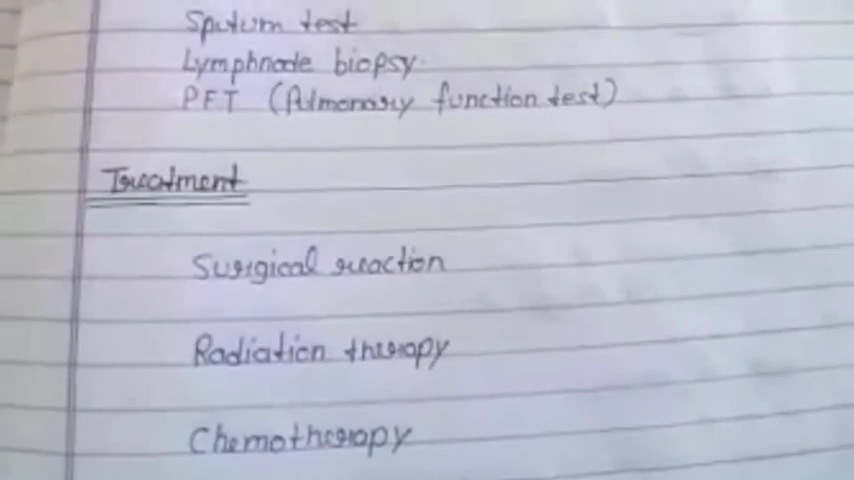 Sputum test
Lymphnode biopsy
PFT (Pulmonary function test)
Treatment
Surgical reaction
Radiation therapy
Chemotherapy